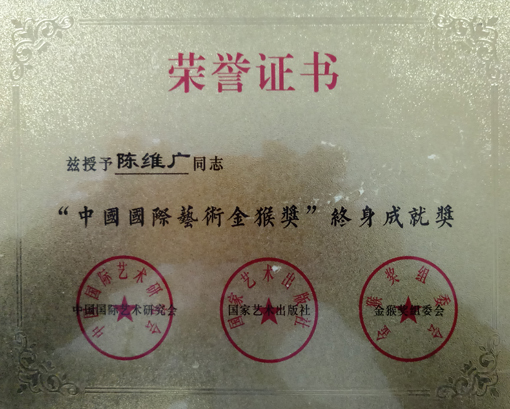 荣誉证书
兹授予陈维广同志
“中國國際藝術金猴獎”終身成就獎
中国国际艺术研究会
中国国际艺术研究会
国家艺术出版社
国家艺术出版社
金猴奖组委会
金猴奖组委会